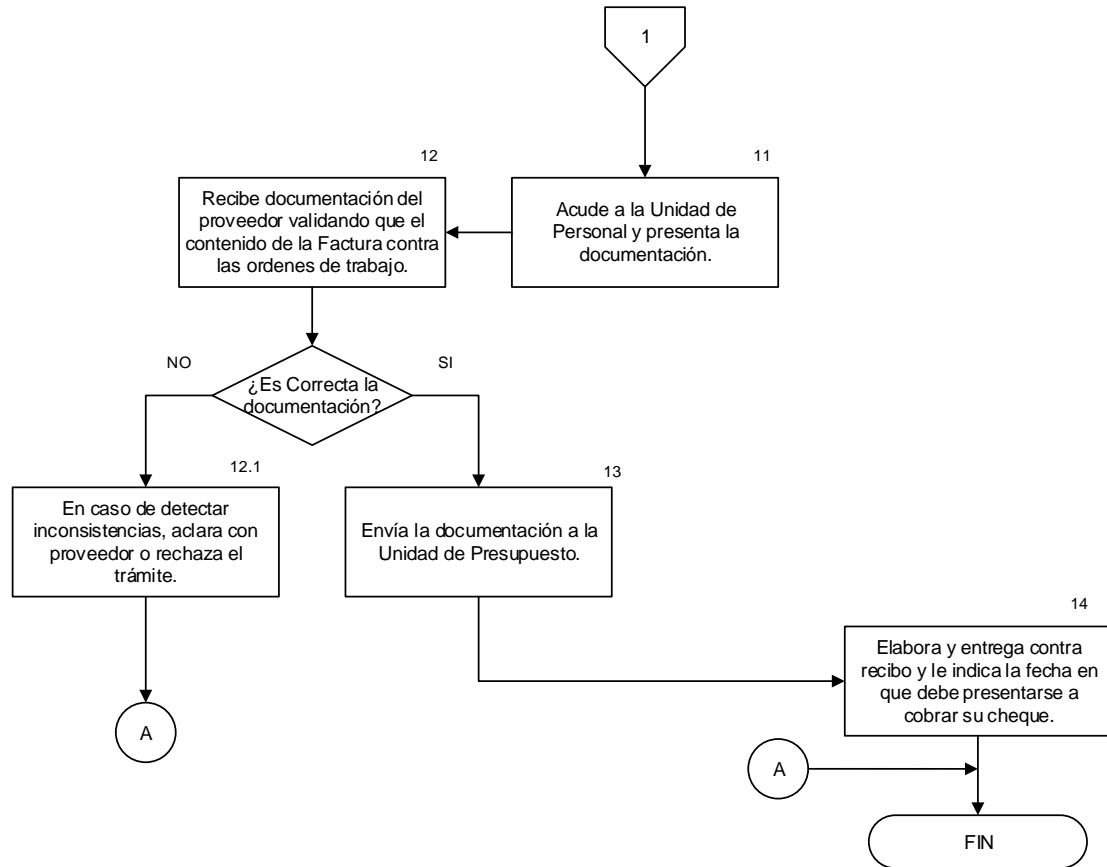 1
11
Acude a la Unidad de
Personal y presenta la
documentación.
12
Recibe documentación del
proveedor validando que el
contenido de la Factura contra
las ordenes de trabajo.
¿Es Correcta la
documentación?
NO
SI
12.1
En caso de detectar
inconsistencias, aclara con
proveedor o rechaza el
trámite.
A
13
Envía la documentación a la
Unidad de Presupuesto.
14
Elabora y entrega contra
recibo y le indica la fecha en
que debe presentarse a
cobrar su cheque.
A
FIN